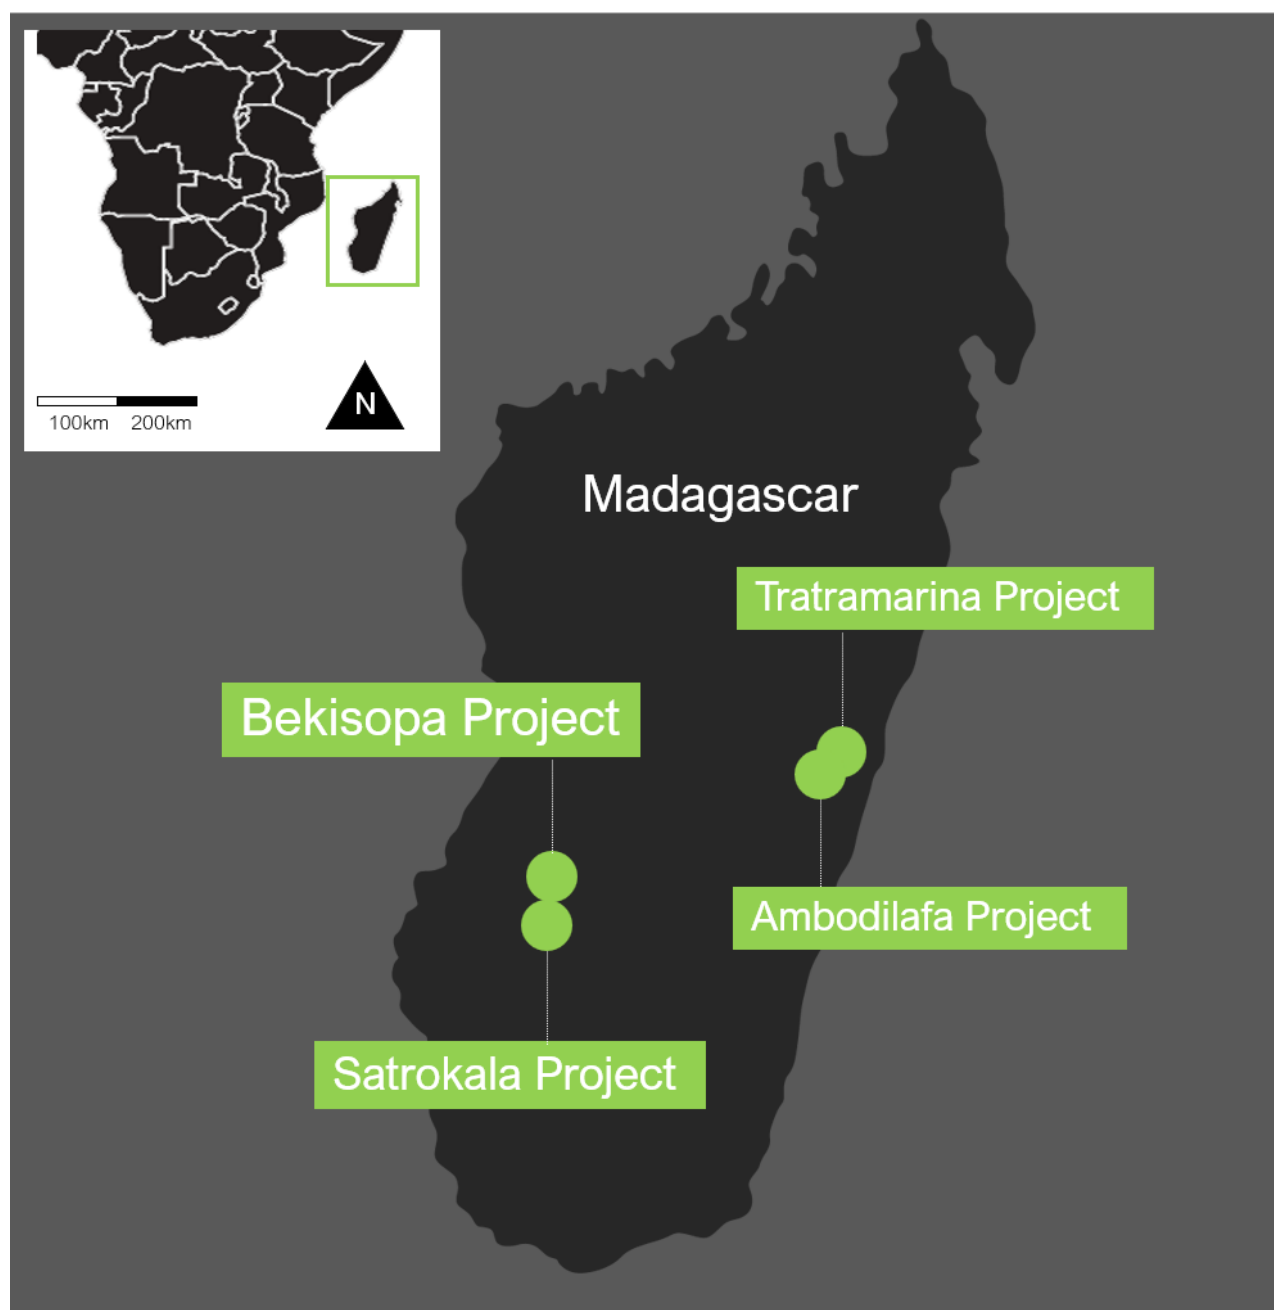 N
100km 200km
Madagascar
Tratramarina Project
Bekisopa Project
Ambodilafa Project
Satrokala Project